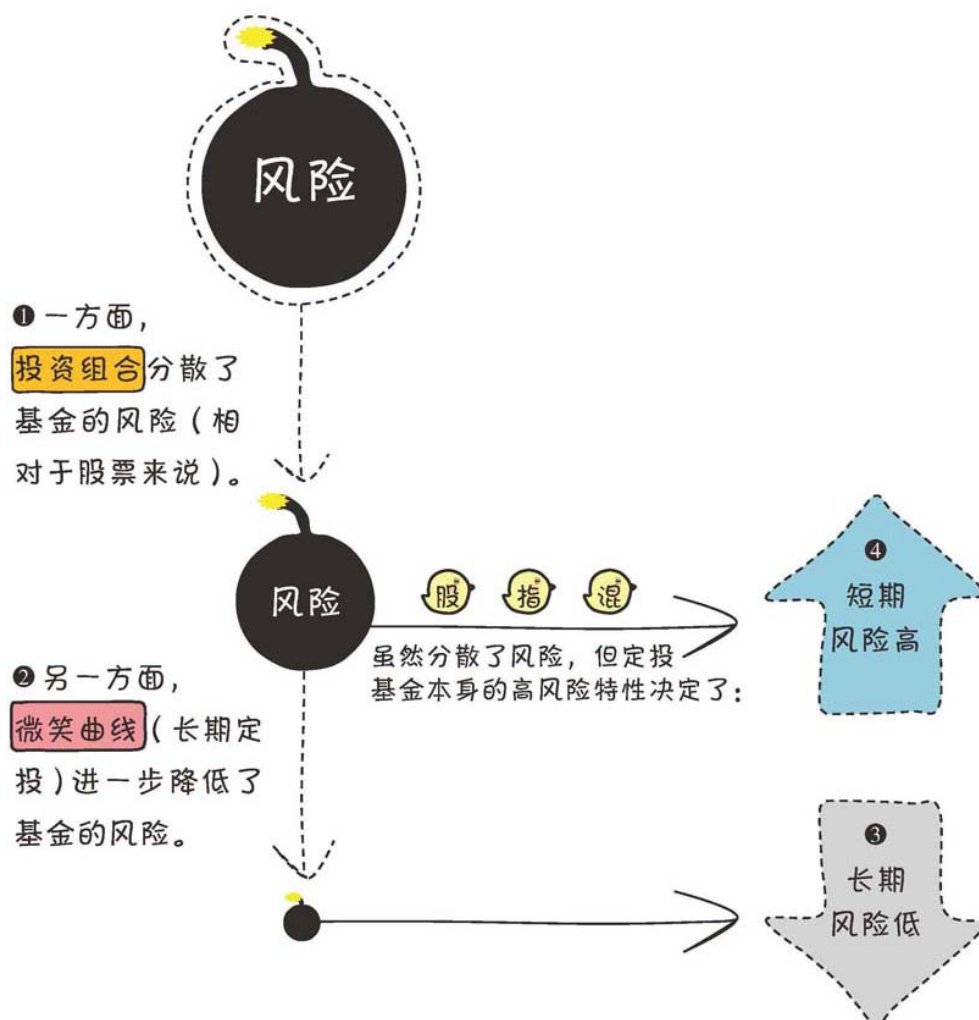 风险
❶一方面，
投资组合分散了
基金的风险（相
对于股票来说）。
风险
股 指 混
虽然分散了风险，但定投
基金本身的高风险特性决定了：
❹
短期
风险高
❷另一方面，
微笑曲线（长期定
投）进一步降低了
基金的风险。
❸
长期
风险低